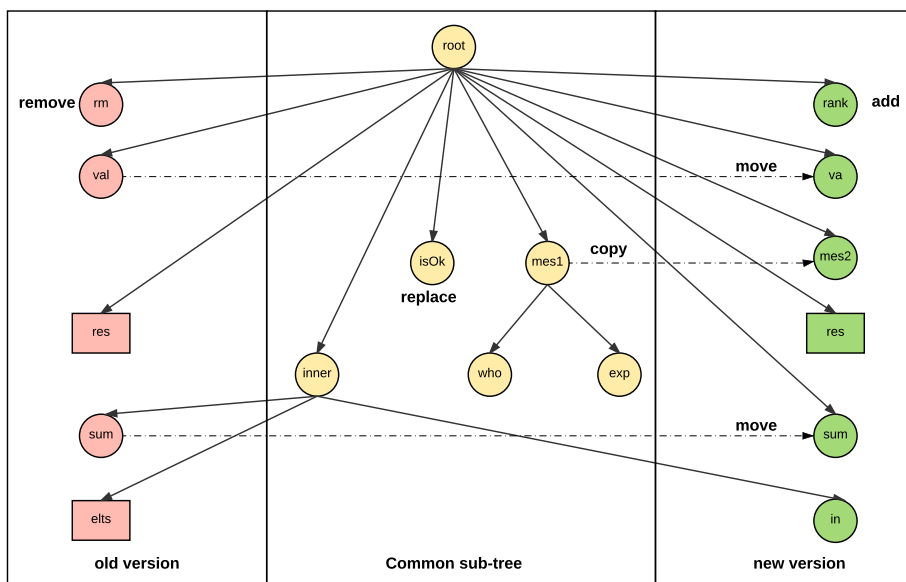 root
remove
rm
rank
add
val
move
va
isOk
mes1
copy
mes2
replace
res
res
inner
who
exp
sum
move
sum
elts
in
old version
Common sub-tree
new version